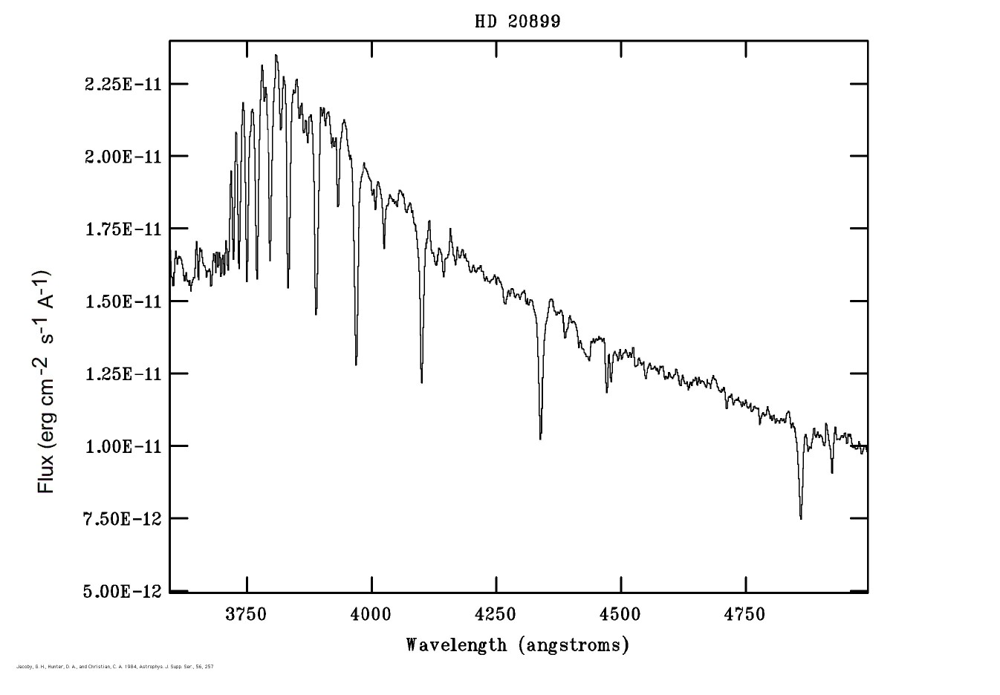 HD 20899
2.25E-11
2.00E-11
1.75E-11
1.50E-11
1.25E-11
1.00E-11
7.50E-12
5.00E-12
Flux (erg cm-2 s-1 A-1)
3750 4000 4250 4500 4750
Wavelength (angstroms)
Jacoby, G. H., Hunter, D. A., and Christian, C. A. 1984, Astrophys. J. Supp. Ser., 56, 257